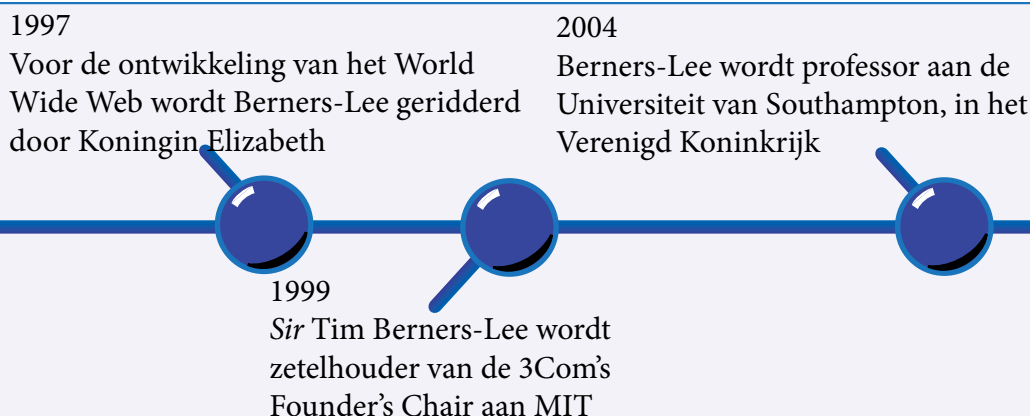 1997
Voor de ontwikkeling van het World
Wide Web wordt Berners-Lee geridderd
door Koningin Elizabeth
1999
Sir Tim Berners-Lee wordt
zetelhouder van de 3Com's
Founder's Chair aan MIT
2004
Berners-Lee wordt professor aan de
Universiteit van Southampton, in het
Verenigd Koninkrijk